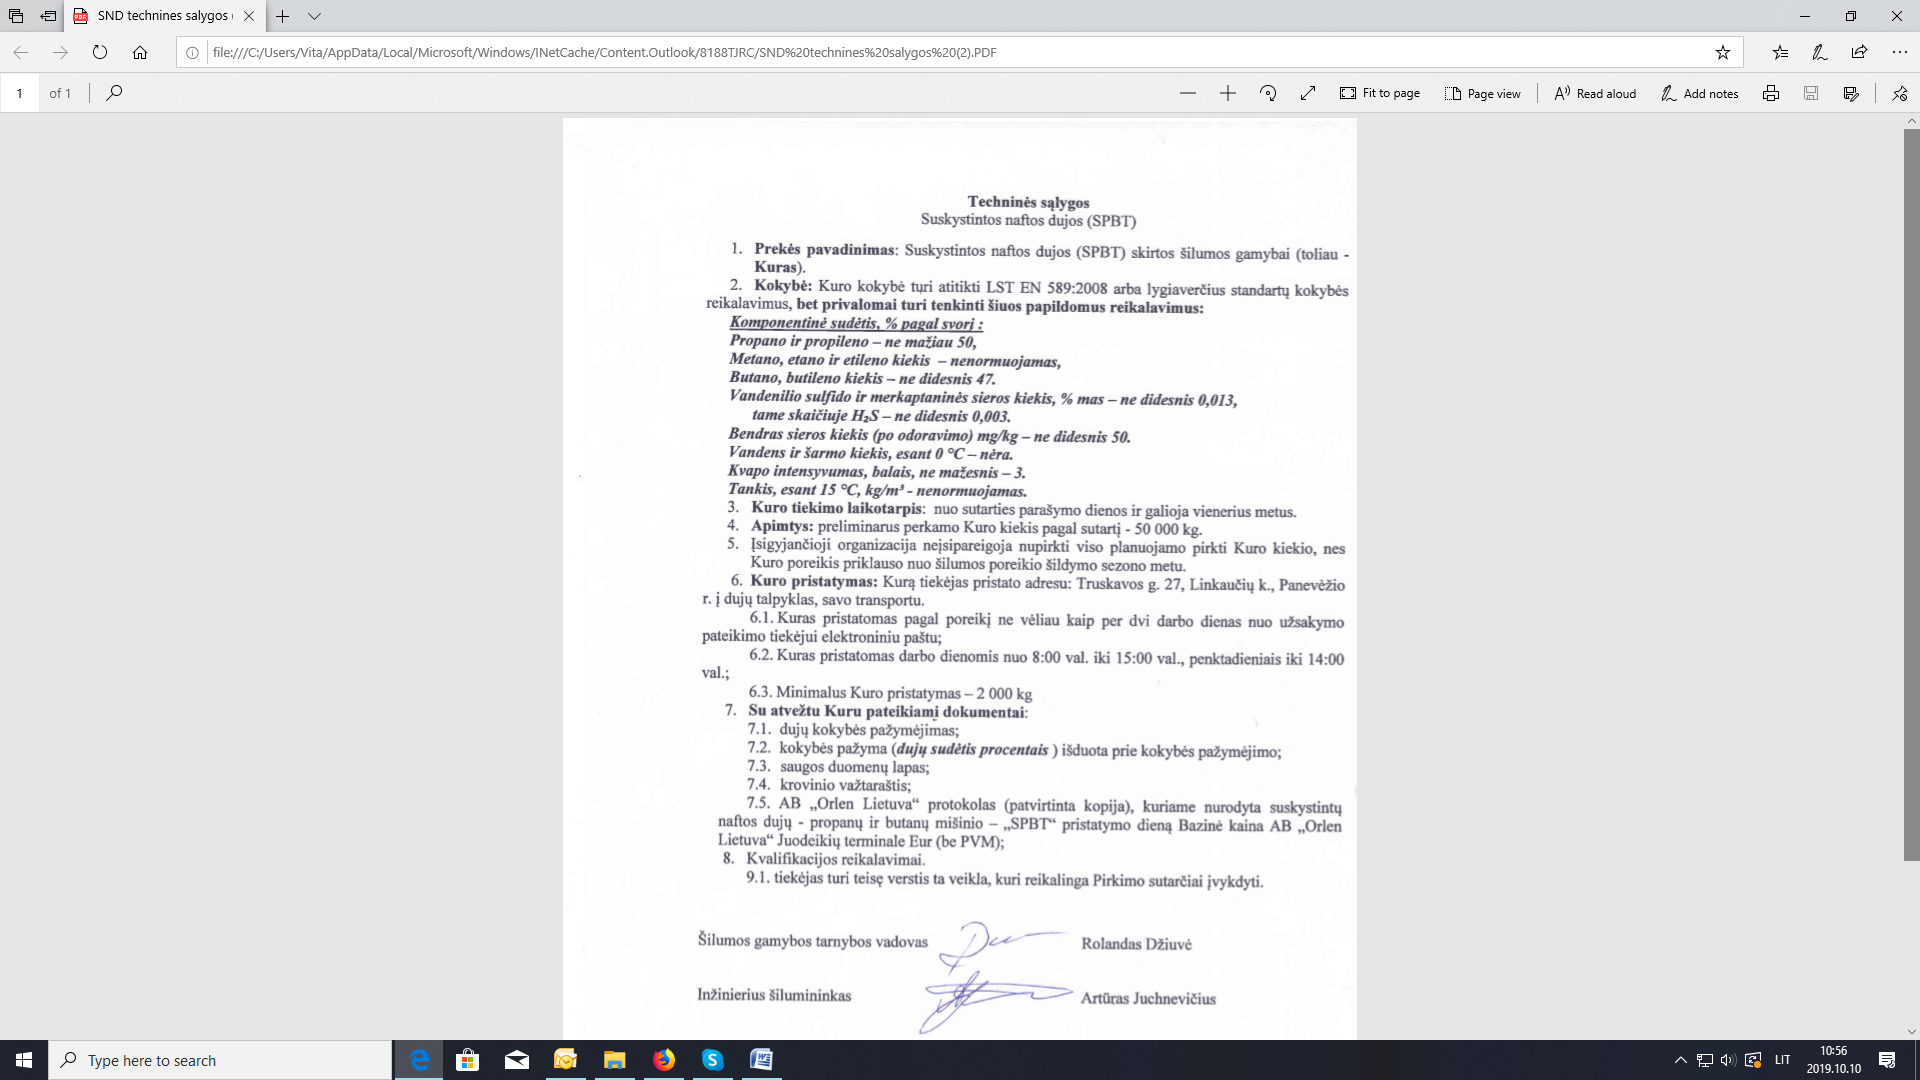 SND technines salygos (
file:///C:/Users/Vita/AppData/Local/Microsoft/Windows/INetCache/Content.Outlook/8188TJRC/SND%20technines%20salygos%20(2).PDF
1 of 1
Fit to page
Page view
Read aloud
Add notes
Techninės sąlygos
Suskystintos naftos dujos (SPBT)
1. Prekės pavadinimas: Suskystintos naftos dujos (SPBT) skirtos šilumos gamybai (toliau -
Kuras).
2. Kokybė: Kuro kokybė turi atitikti LST EN 589:2008 arba lygiaverčius standartų kokybės
reikalavimus, bet privalomai turi tenkinti šiuos papildomus reikalavimus:
Komponentinė sudėtis, % pagal svorį :
Propano ir propileno – ne mažiau 50,
Metano, etano ir etileno kiekis – nenormuojamas,
Butano, butileno kiekis – ne didesnis 47.
Vandenilio sulfido ir merkaptaninės sieros kiekis, % mas – ne didesnis 0,013,
tame skaičiuje H₂S – ne didesnis 0,003.
Bendras sieros kiekis (po odoravimo) mg/kg – ne didesnis 50.
Vandens ir šarmo kiekis, esant 0 °C – nėra.
Kvapo intensyvumas, balais, ne mažesnis – 3.
Tankis, esant 15 °C, kg/m³ - nenormuojamas.
3. Kuro tiekimo laikotarpis: nuo sutarties parašymo dienos ir galioja vienerius metus.
4. Apimtys: preliminarus perkamo Kuro kiekis pagal sutartį - 50 000 kg.
5. Įsigyjančioji organizacija neįsipareigoja nupirkti viso planuojamo pirkti Kuro kiekio, nes
Kuro poreikis priklauso nuo šilumos poreikio šildymo sezono metu.
6. Kuro pristatymas: Kurą tiekėjas pristato adresu: Truskavos g. 27, Linkaučių k., Panevėžio
r. į dujų talpyklas, savo transportu.
6.1. Kuras pristatomas pagal poreikį ne vėliau kaip per dvi darbo dienas nuo užsakymo
pateikimo tiekėjui elektroniniu paštu;
6.2. Kuras pristatomas darbo dienomis nuo 8:00 val. iki 15:00 val., penktadieniais iki 14:00
val.;
6.3. Minimalus Kuro pristatymas – 2 000 kg
7. Su atvežtu Kuru pateikiami dokumentai:
7.1. dujų kokybės pažymėjimas;
7.2. kokybės pažyma (dujų sudėtis procentais ) išduota prie kokybės pažymėjimo;
7.3. saugos duomenų lapas;
7.4. krovinio važtaraštis;
7.5. AB „Orlen Lietuva“ protokolas (patvirtinta kopija), kuriame nurodyta suskystintų
naftos dujų - propanų ir butanų mišinio – „SPBT“ pristatymo dieną Bazinė kaina AB „Orlen
Lietuva“ Juodeikių terminale Eur (be PVM);
8. Kvalifikacijos reikalavimai.
9.1. tiekėjas turi teisę verstis ta veikla, kuri reikalinga Pirkimo sutarčiai įvykdyti.
Šilumos gamybos tarnybos vadovas Rolandas Džiuvė
Inžinierius šilumininkas Artūras Juchnevičius
Type here to search
LIT
10:56
2019.10.10